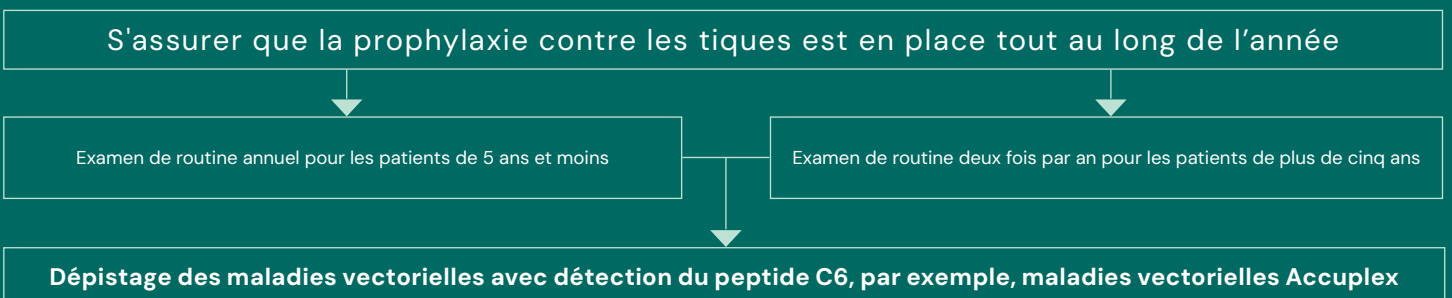 S'assurer que la prophylaxie contre les tiques est en place tout au long de l’année
Examen de routine annuel pour les patients de 5 ans et moins
Examen de routine deux fois par an pour les patients de plus de cinq ans
Dépistage des maladies vectorielles avec détection du peptide C6, par exemple, maladies vectorielles Accuplex